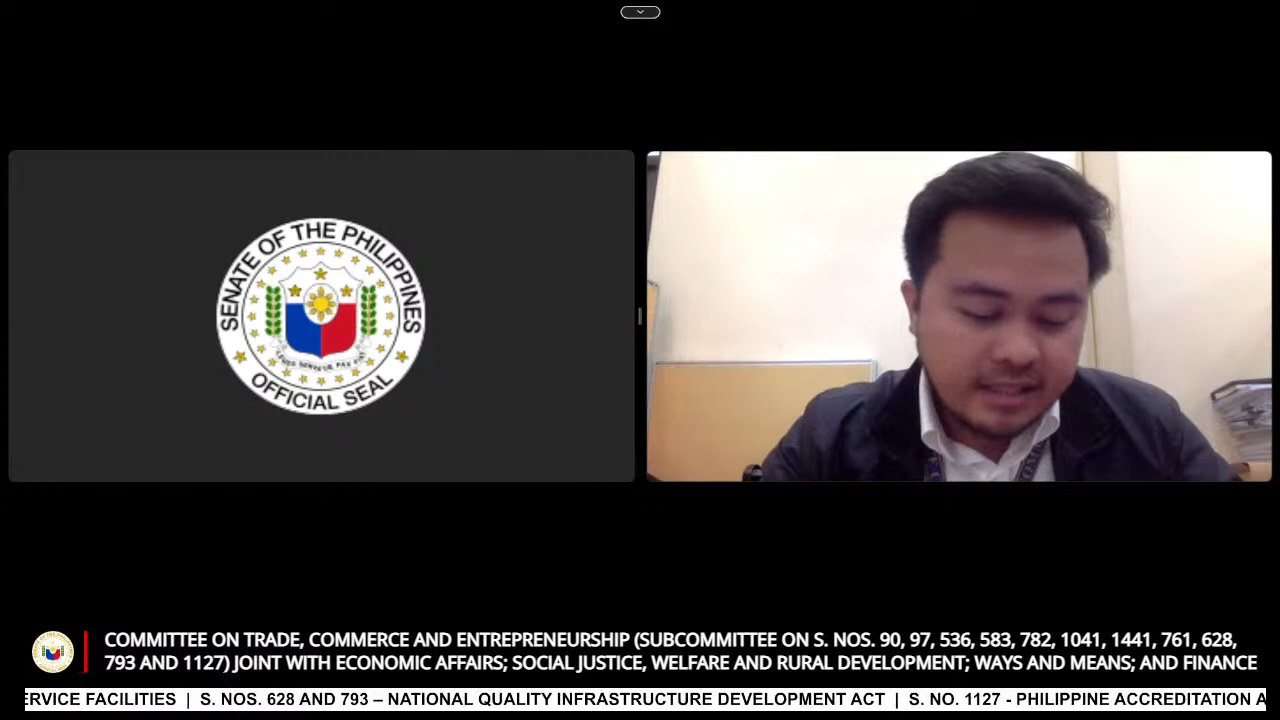 SENATE OF THE PHILIPPINES
OFFICIAL SEAL
COMMITTEE ON TRADE, COMMERCE AND ENTREPRENEURSHIP (SUBCOMMITTEE ON S. NOS. 90, 97, 536, 583, 782, 1041, 1441, 761, 628,
793 AND 1127) JOINT WITH ECONOMIC AFFAIRS; SOCIAL JUSTICE, WELFARE AND RURAL DEVELOPMENT; WAYS AND MEANS; AND FINANCE
ERVICE FACILITIES | S. NOS. 628 AND 793 – NATIONAL QUALITY INFRASTRUCTURE DEVELOPMENT ACT | S. NO. 1127 - PHILIPPINE ACCREDITATION A